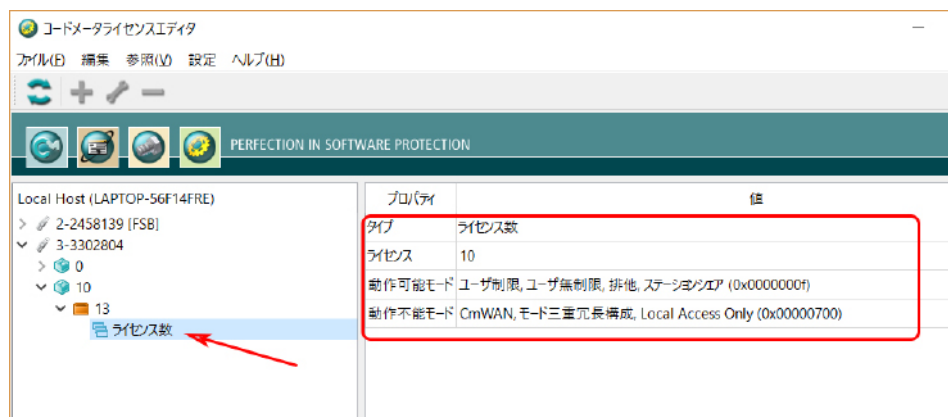 コードメータライセンスエディタ
ファイル(F) 編集 参照(V) 設定 ヘルプ(H)
PERFECTION IN SOFTWARE PROTECTION
Local Host (LAPTOP-56F14FRE)
2-2458139 [FSB]
3-3302804
0
10
13
ライセンス数
プロパティ 値
タイプ ライセンス数
ライセンス 10
動作可能モード ユーザ制限, ユーザ無制限, 排他, ステーションシェア (0x0000000f)
動作不能モード CmWAN, モード三重冗長構成, Local Access Only (0x00000700)